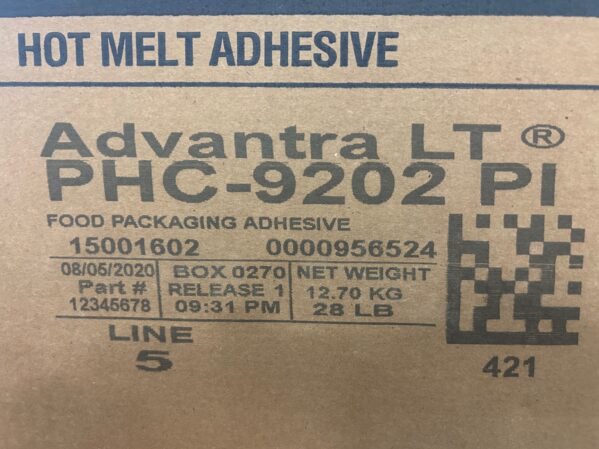 HOT MELT ADHESIVE
Advantra LT ®
PHC-9202 PI
FOOD PACKAGING ADHESIVE
15001602 0000956524
08/05/2020 BOX 0270 NET WEIGHT
Part # RELEASE 1 12.70 KG
12345678 09:31 PM 28 LB
LINE
5
421